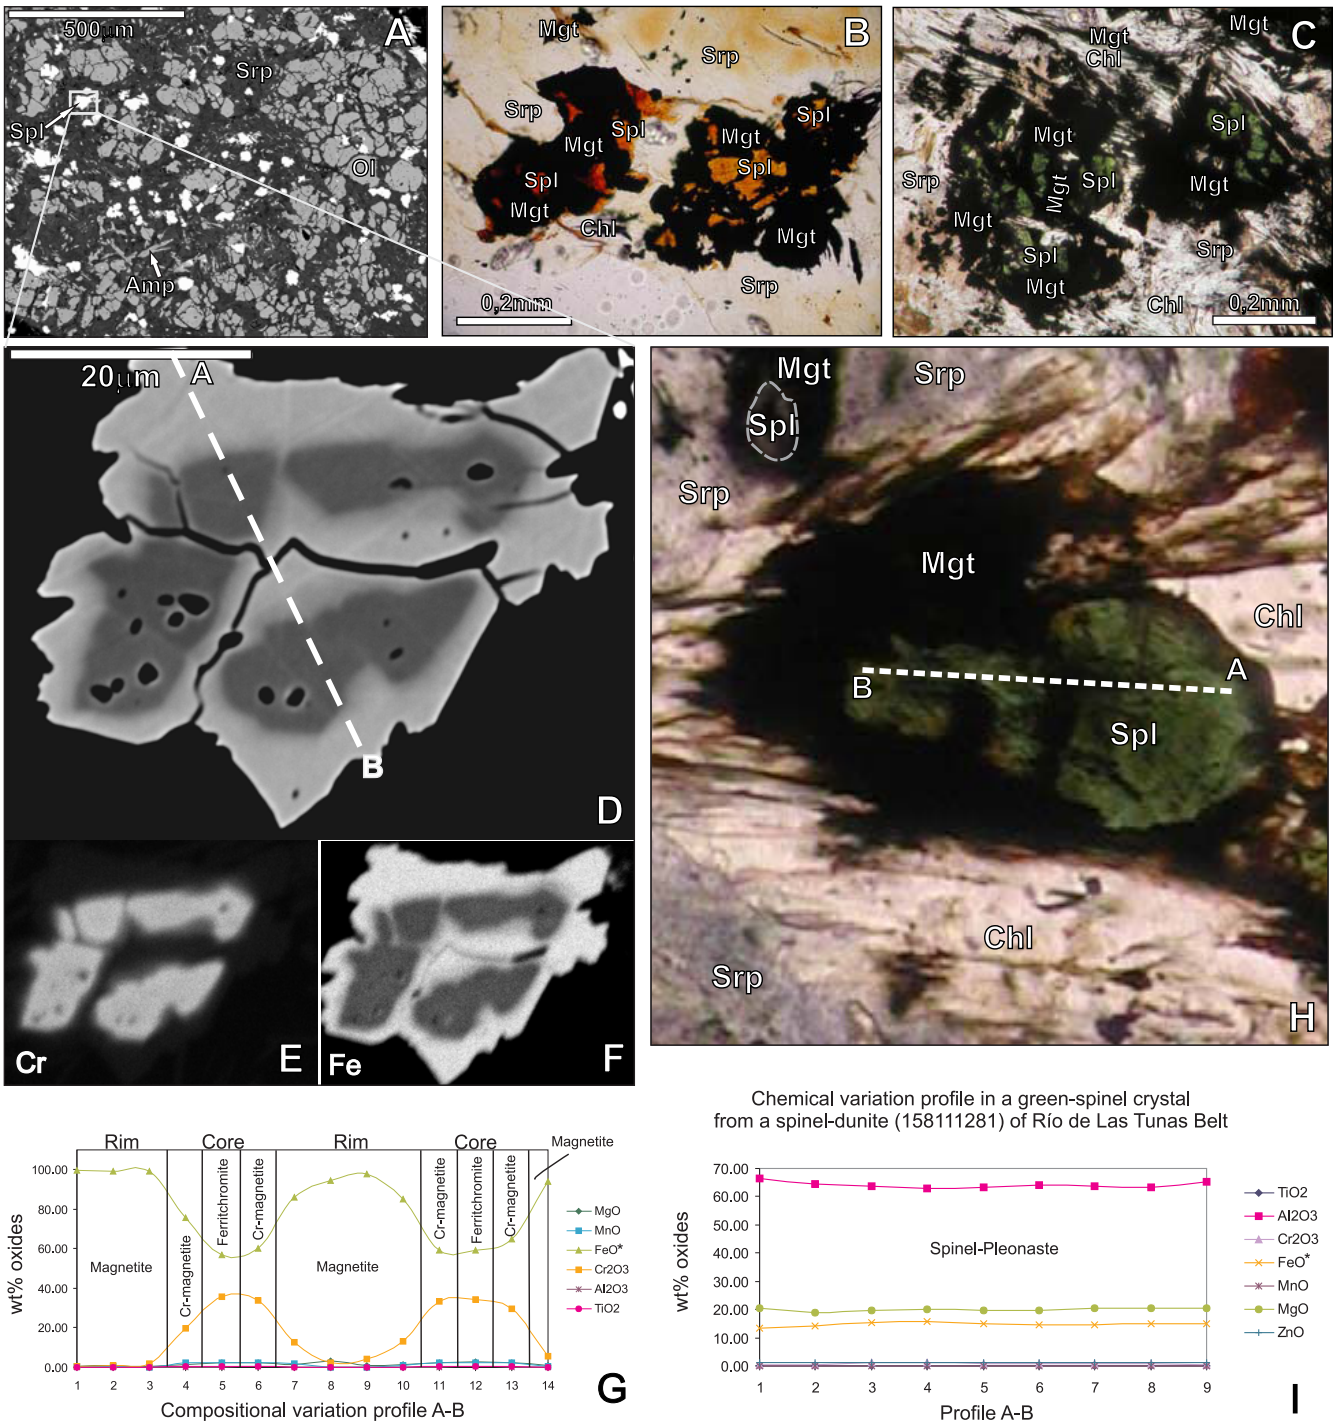 500µm
A
Srp
Spl
Ol
Amp
Mgt
B
Srp
Srp
Spl
Mgt
Mgt
Spl
Spl
Spl
Mgt
Chl
Mgt
Srp
0,2mm
Mgt
Mgt
Chl
C
Mgt
Spl
Srp
Mgt
Spl
Mgt
Mgt
Srp
Spl
Mgt
Chl
0,2mm
20µm
A
B
D
Cr
E
Fe
F
Mgt
Srp
Spl
Srp
Mgt
Chl
A
B
Spl
Chl
Srp
H
Rim
Core
Rim
Core
Magnetite
100.00
80.00
60.00
40.00
20.00
0.00
wt% oxides
Magnetite
Cr-magnetite
Ferritchromite
Cr-magnetite
Magnetite
Cr-magnetite
Ferritchromite
Cr-magnetite
MgO
MnO
FeO*
Cr2O3
Al2O3
TiO2
1 2 3 4 5 6 7 8 9 10 11 12 13 14
Compositional variation profile A-B
G
Chemical variation profile in a green-spinel crystal
from a spinel-dunite (158111281) of Río de Las Tunas Belt
70.00
60.00
50.00
40.00
30.00
20.00
10.00
0.00
wt% oxides
Spinel-Pleonaste
TiO2
Al2O3
Cr2O3
FeO*
MnO
MgO
ZnO
1 2 3 4 5 6 7 8 9
Profile A-B
I